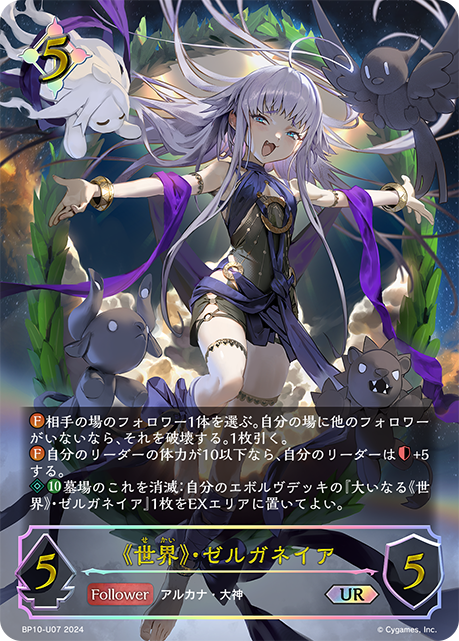 5
相手の場のフォロワー1体を選ぶ。自分の場に他のフォロワー
がいないなら、それを破壊する。1枚引く。
自分のリーダーの体力が10以下なら、自分のリーダーは+5
する。
10墓場のこれを消滅:自分のエボルヴデッキの『大いなる《世
界》・ゼルガネイア』1枚をEXエリアに置いてよい。
せ かい
《世界》・ゼルガネイア
5
Follower アルカナ・大神
UR
5
BP10-U07 2024
© Cygames, Inc.